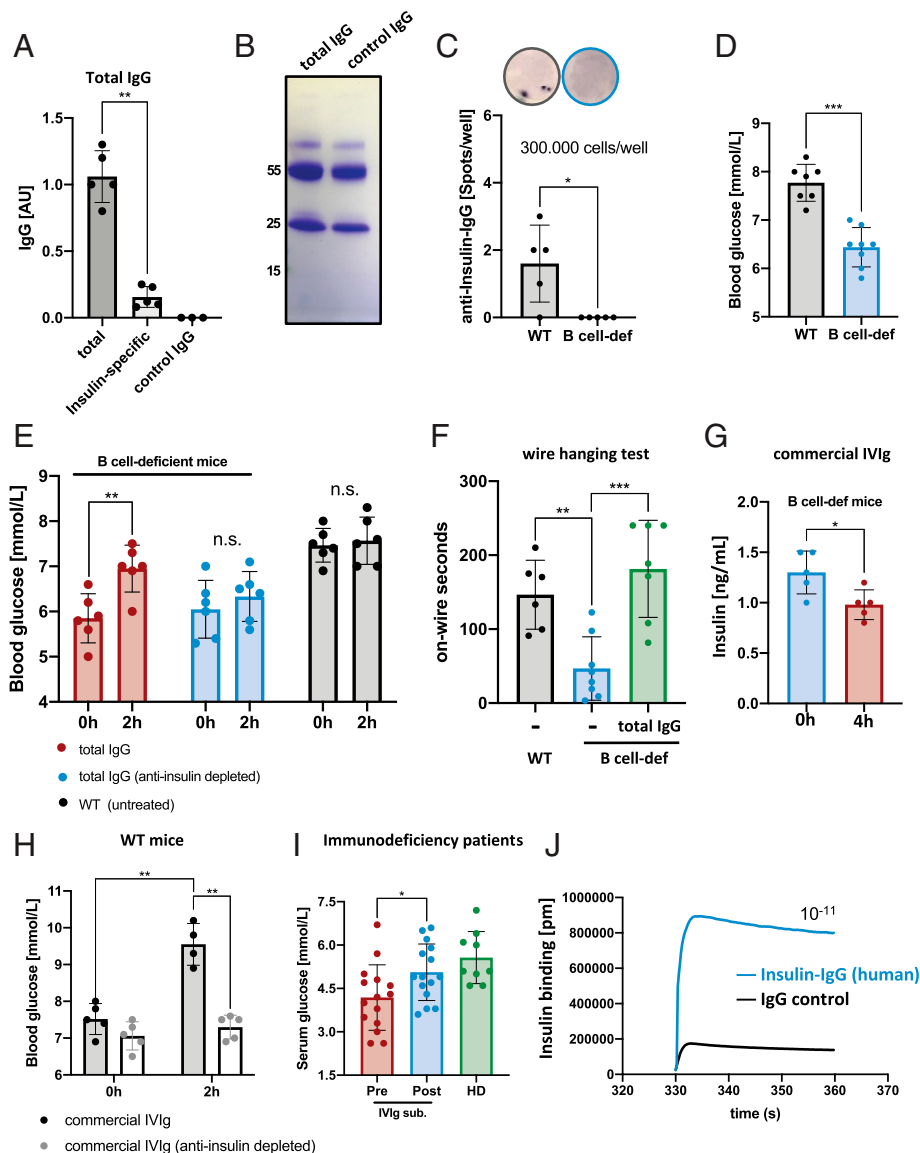 A
Total IgG
**
1.5
1.0
0.5
0.0
IgG [AU]
total
Insulin-specific
control IgG
B
total IgG
control IgG
55
25
15
C
6
4
2
0
anti-Insulin-IgG [Spots/well]
300.000 cells/well
*
WT
B cell-def
D
***
9
8
7
6
5
Blood glucose [mmol/L]
WT
B cell-def
E
B cell-deficient mice
9
8
7
6
5
4
Blood glucose [mmol/L]
**
n.s.
n.s.
0h
2h
0h
2h
0h
2h
total IgG
total IgG (anti-insulin depleted)
WT (untreated)
F
wire hanging test
300
200
100
0
on-wire seconds
**
***
-
-
total IgG
WT
B cell-def
G
commercial IVIg
B cell-def mice
2.0
1.5
1.0
0.5
0.0
Insulin [ng/mL]
*
0h
4h
H
WT mice
**
**
11
10
9
8
7
6
Blood glucose [mmol/L]
0h
2h
commercial IVIg
commercial IVIg (anti-insulin depleted)
I
Immunodeficiency patients
*
7.5
6.0
4.5
3.0
1.5
Serum glucose [mmol/L]
Pre
Post
HD
IVIg sub.
J
1000000
800000
600000
400000
200000
0
Insulin binding [pm]
10-11
Insulin-IgG (human)
IgG control
320
330
340
350
360
370
time (s)